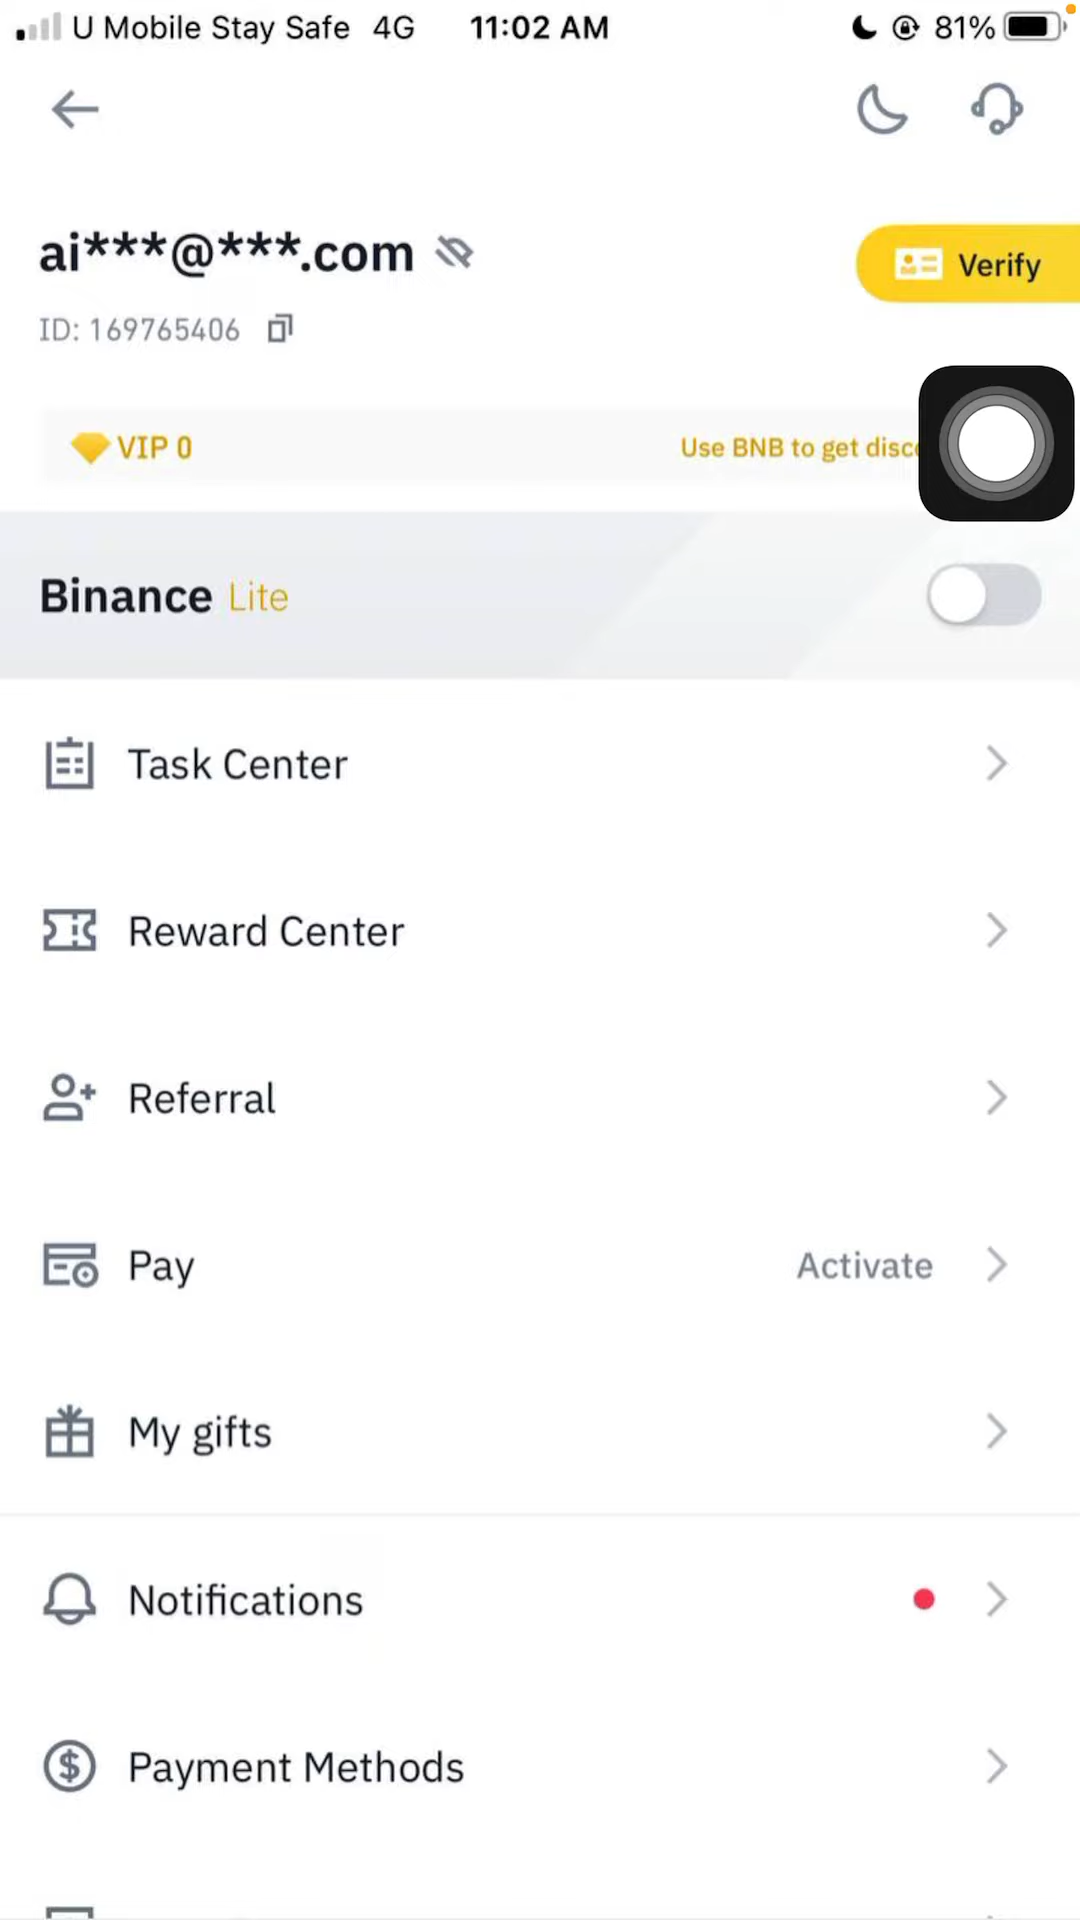 U Mobile Stay Safe 4G 11:02 AM 81%
ai***@***.com
Verify
ID: 169765406
VIP 0 Use BNB to get disc
Binance Lite
Task Center
Reward Center
Referral
Pay Activate
My gifts
Notifications
Payment Methods